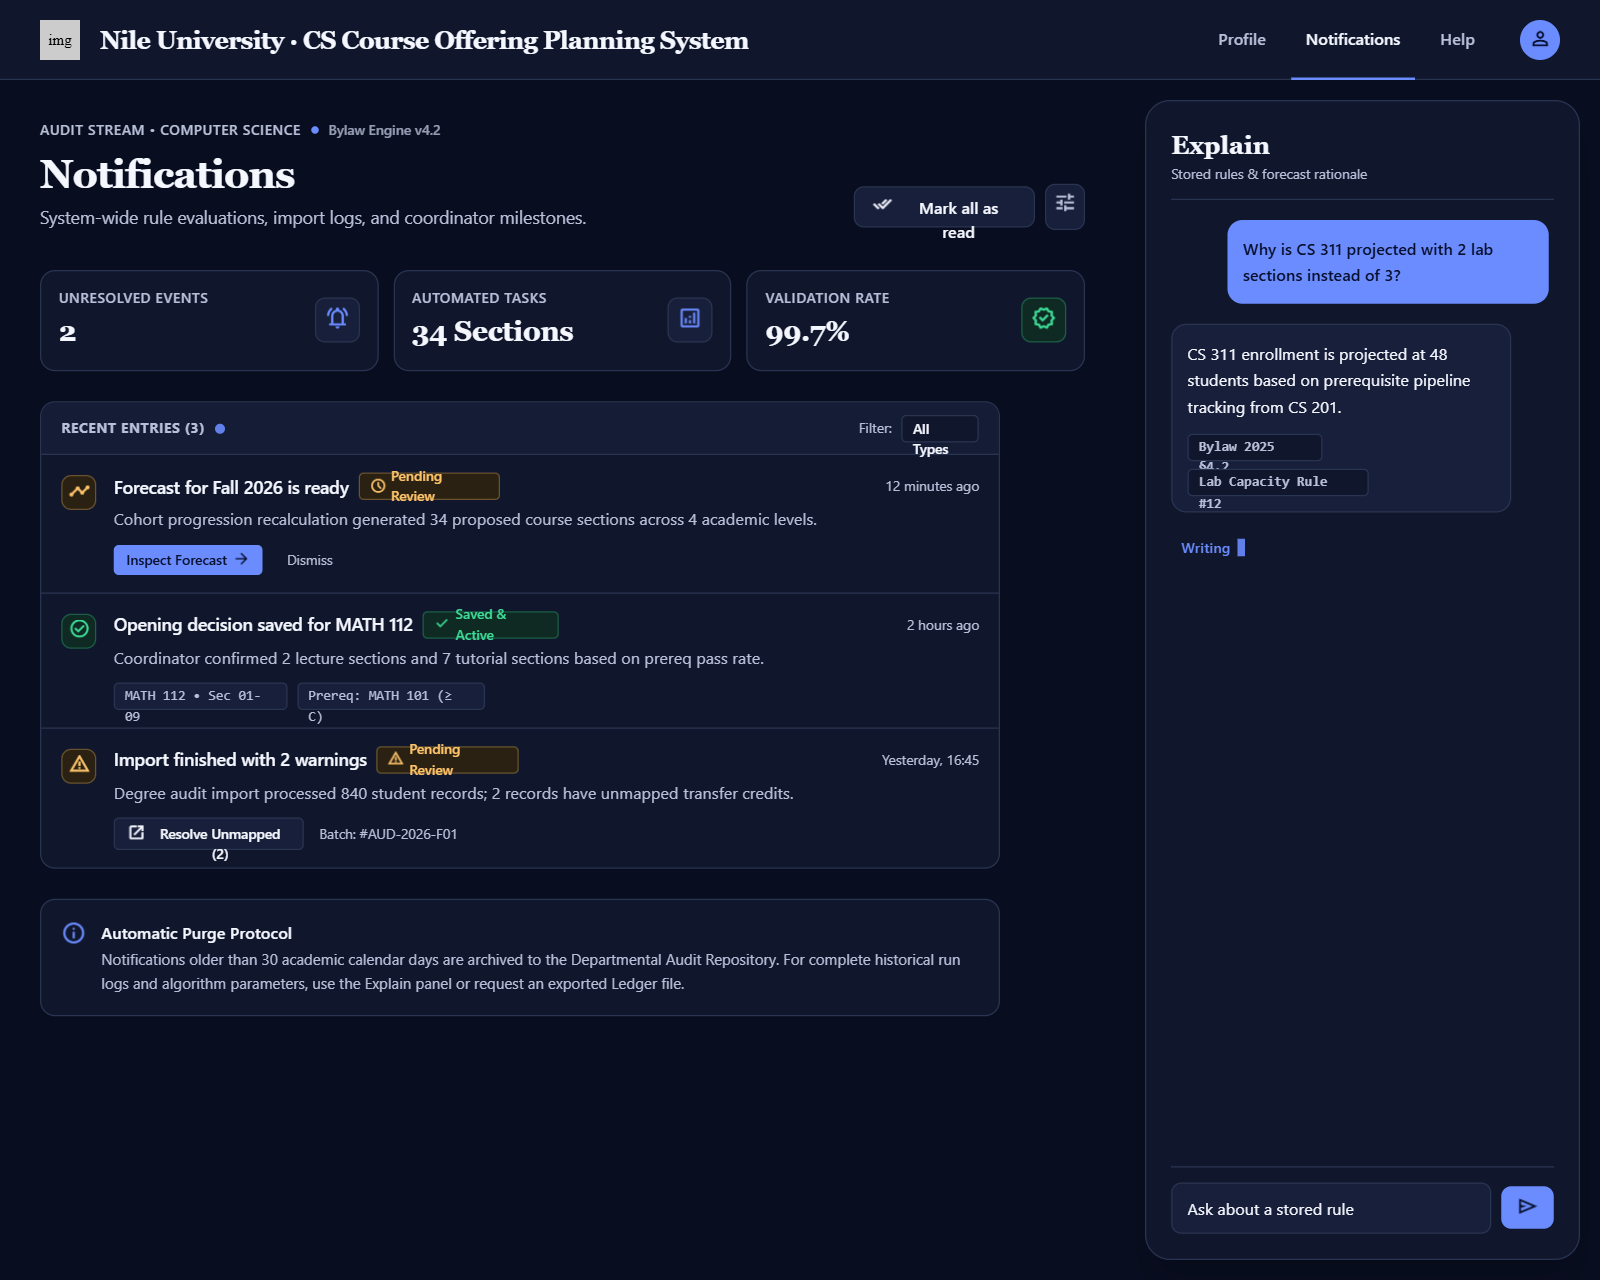 img
Nile University · CS Course Offering Planning System
Profile
Notifications
Help
AUDIT STREAM • COMPUTER SCIENCE
Bylaw Engine v4.2
Notifications
System-wide rule evaluations, import logs, and coordinator milestones.
Mark all as
read
UNRESOLVED EVENTS
2
AUTOMATED TASKS
34 Sections
VALIDATION RATE
99.7%
RECENT ENTRIES (3)
Filter:
All
Types
Forecast for Fall 2026 is ready
Pending
Review
12 minutes ago
Cohort progression recalculation generated 34 proposed course sections across 4 academic levels.
Inspect Forecast
Dismiss
Opening decision saved for MATH 112
Saved &
Active
2 hours ago
Coordinator confirmed 2 lecture sections and 7 tutorial sections based on prereq pass rate.
MATH 112 • Sec 01-
09
Prereq: MATH 101 (≥
C)
Import finished with 2 warnings
Pending
Review
Yesterday, 16:45
Degree audit import processed 840 student records; 2 records have unmapped transfer credits.
Resolve Unmapped
(2)
Batch: #AUD-2026-F01
Automatic Purge Protocol
Notifications older than 30 academic calendar days are archived to the Departmental Audit Repository. For complete historical run
logs and algorithm parameters, use the Explain panel or request an exported Ledger file.
Explain
Stored rules & forecast rationale
Why is CS 311 projected with 2 lab
sections instead of 3?
CS 311 enrollment is projected at 48
students based on prerequisite pipeline
tracking from CS 201.
Bylaw 2025
§4.2
Lab Capacity Rule
#12
Writing
Ask about a stored rule